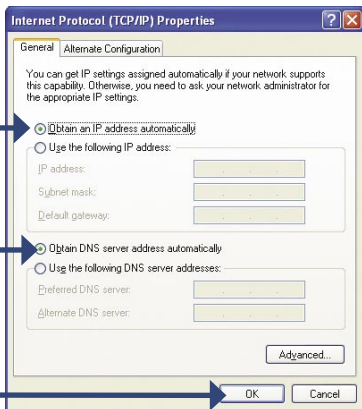 Internet Protocol (TCP/IP) Properties
General
Alternate Configuration
You can get IP settings assigned automatically if your network supports
this capability. Otherwise, you need to ask your network administrator for
the appropriate IP settings.
Obtain an IP address automatically
Use the following IP address:
IP address:
Subnet mask:
Default gateway:
Obtain DNS server address automatically
Use the following DNS server addresses:
Preferred DNS server:
Alternate DNS server:
Advanced...
OK
Cancel